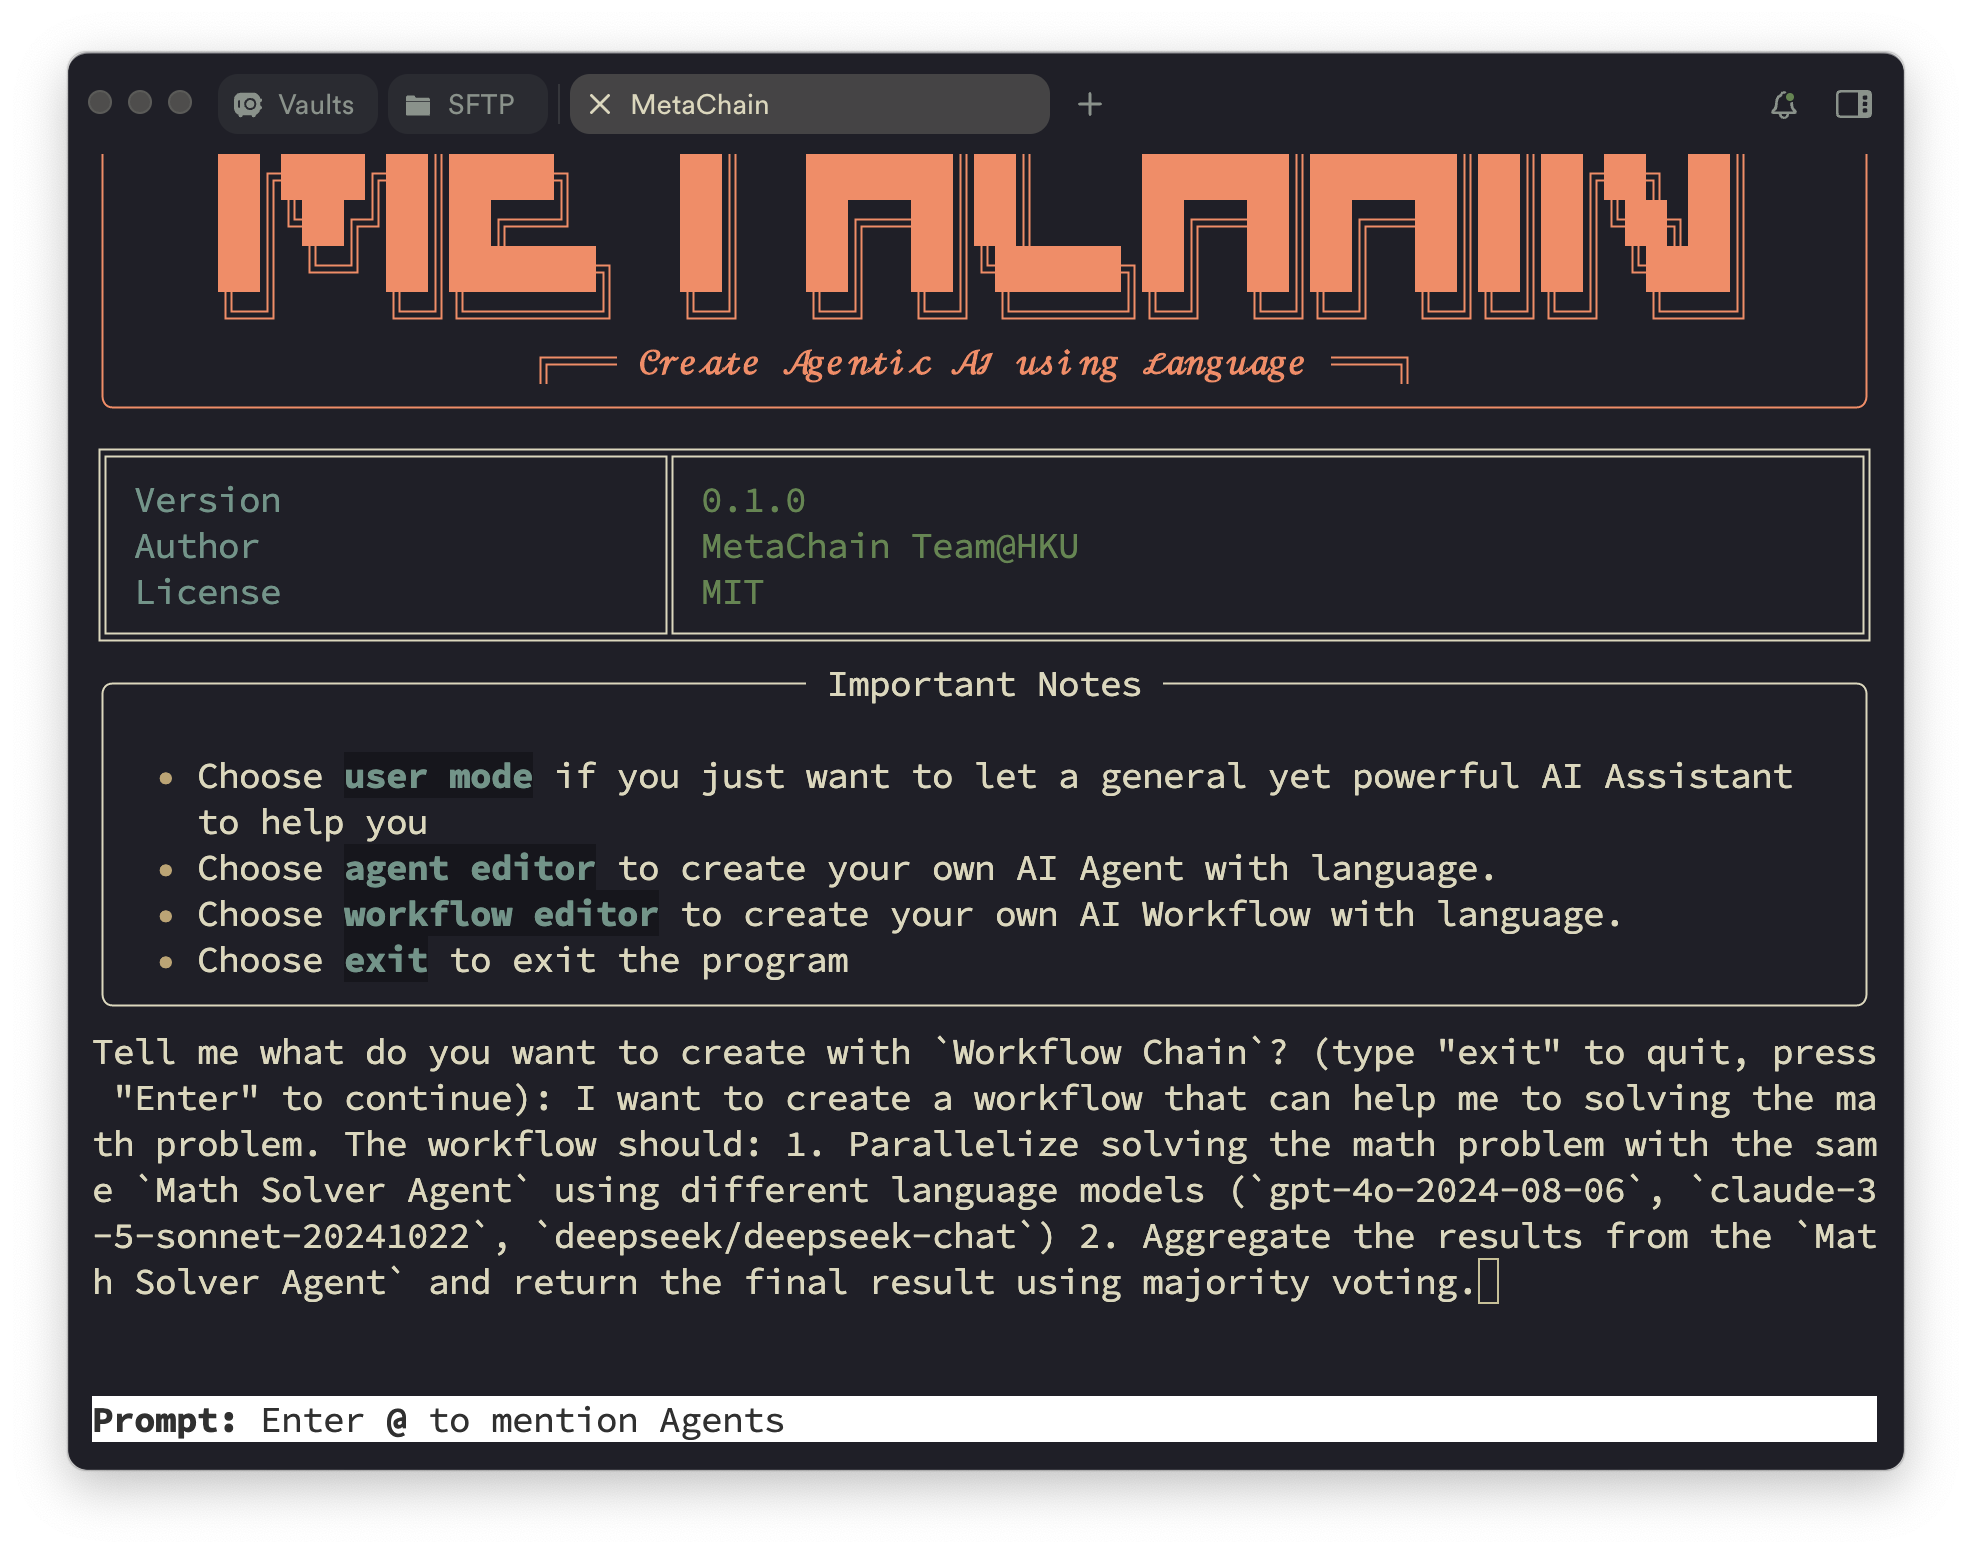 Vaults
SFTP
MetaChain
Create Agentic AI using Language
Version 0.1.0
Author MetaChain Team@HKU
License MIT
Important Notes
• Choose user mode if you just want to let a general yet powerful AI Assistant
to help you
• Choose agent editor to create your own AI Agent with language.
• Choose workflow editor to create your own AI Workflow with language.
• Choose exit to exit the program
Tell me what do you want to create with `Workflow Chain`? (type "exit" to quit, press
"Enter" to continue): I want to create a workflow that can help me to solving the ma
th problem. The workflow should: 1. Parallelize solving the math problem with the sam
e `Math Solver Agent` using different language models (`gpt-4o-2024-08-06`, `claude-3
-5-sonnet-20241022`, `deepseek/deepseek-chat`) 2. Aggregate the results from the `Mat
h Solver Agent` and return the final result using majority voting.
Prompt: Enter @ to mention Agents